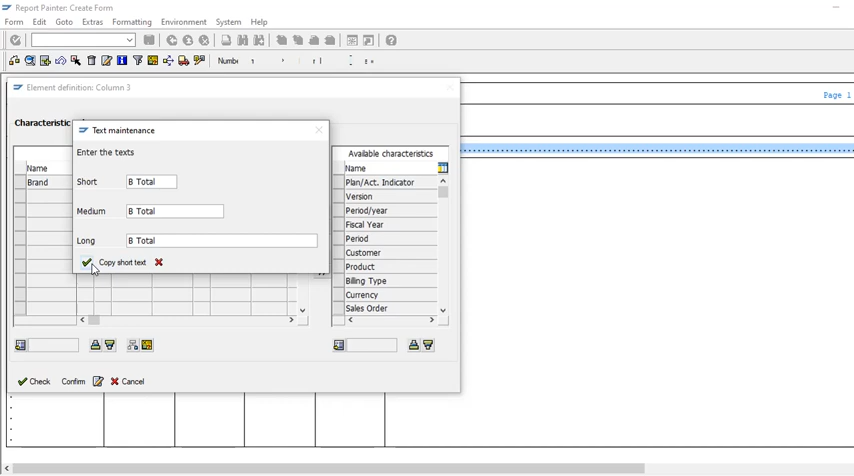 Report Painter: Create Form
Form Edit Goto Extras Formatting Environment System Help
Page 1
Element definition: Column 3
Characteristic
Text maintenance
Enter the texts
Short B Total
Medium B Total
Long B Total
Copy short text
Name
Brand
Available characteristics
Name
Plan/Act. Indicator
Version
Period/year
Fiscal Year
Period
Customer
Product
Billing Type
Currency
Sales Order
Check Confirm Cancel